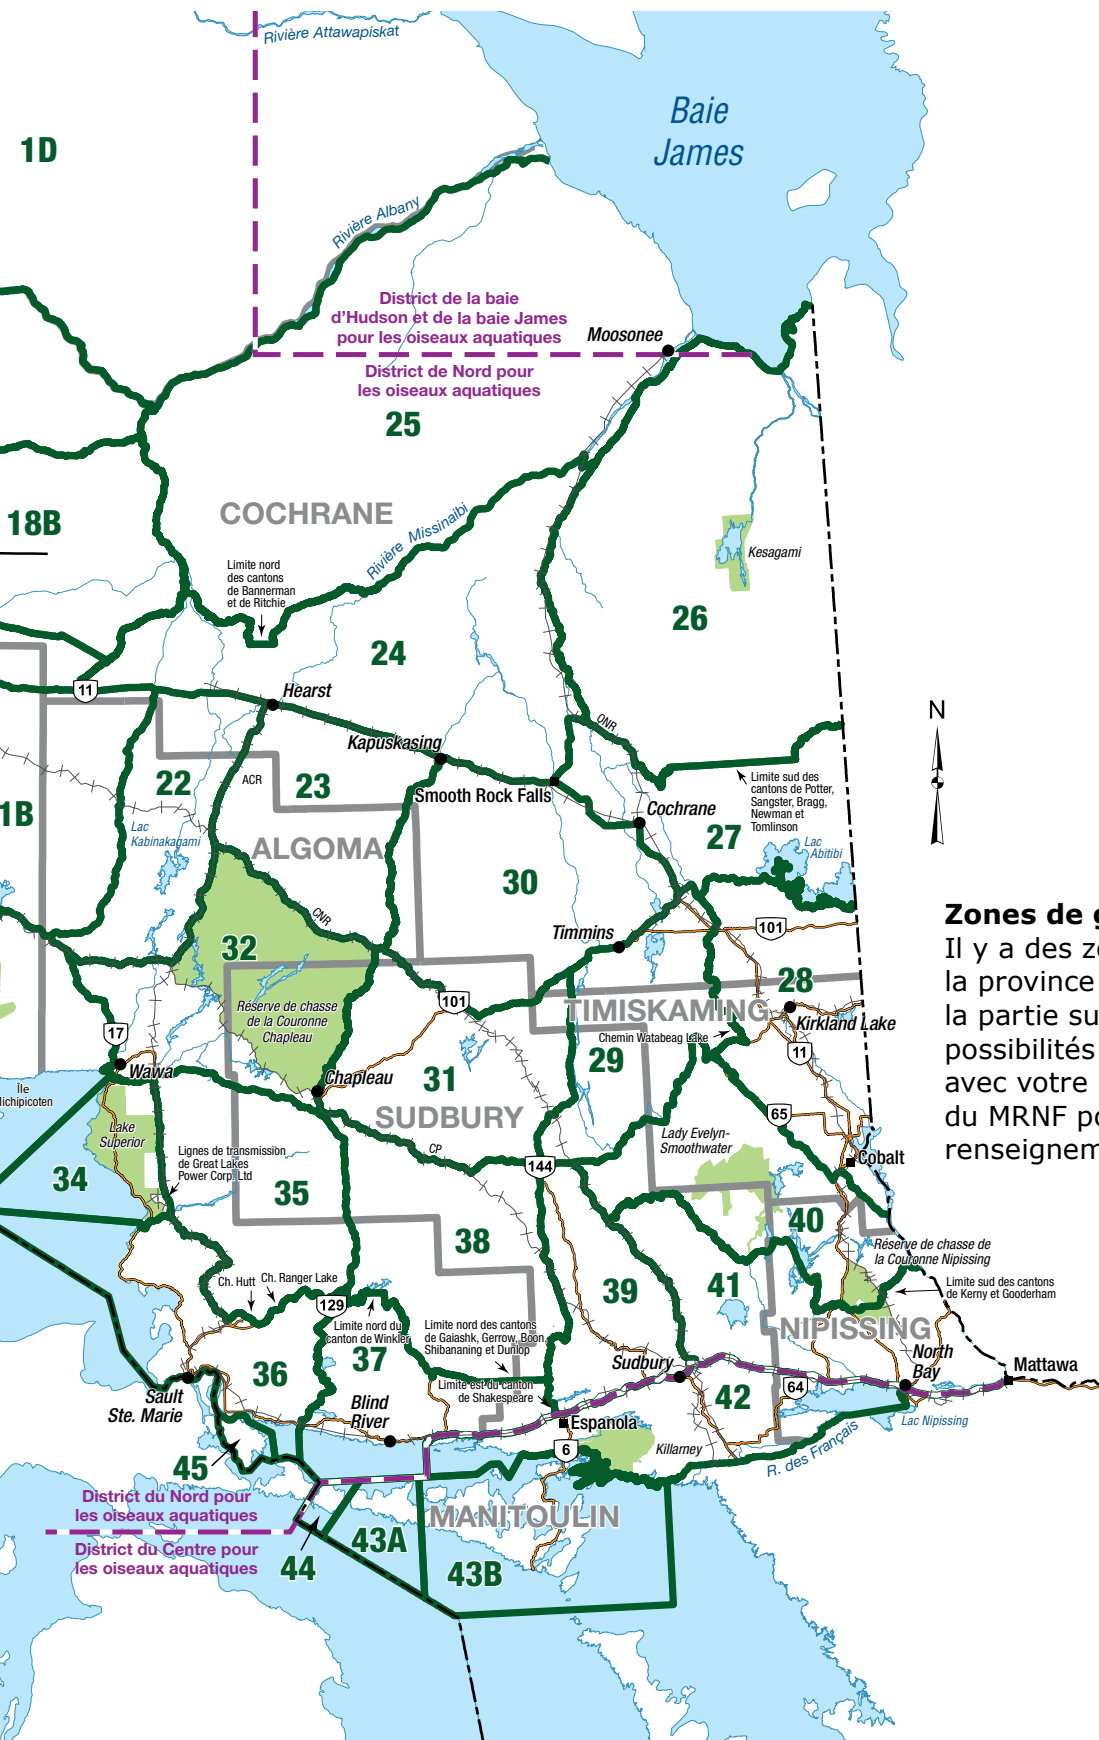 Rivière Attawapiskat
Baie
James
1D
Rivière Albany
District de la baie
d'Hudson et de la baie James
pour les oiseaux aquatiques
Moosonee
District de Nord pour
les oiseaux aquatiques
25
COCHRANE
18B
Rivière Missinaibi
Limite nord
des cantons
de Bannerman
et de Ritchie
Kesagami
26
24
11
Hearst
ONR
N
Kapuskasing
ACR
22
23
Smooth Rock Falls
Limite sud des
cantons de Potter,
Sangster, Bragg,
Newman et
Tomlinson
1B
Cochrane
27
Lac
Kabinakagami
ALGOMA
Lac
Abitibi
30
CNR
Zones de g
Il y a des zo
la province
la partie su
possibilités
avec votre
du MRNF po
renseignem
32
Timmins
101
28
Réserve de chasse
de la Couronne
Chapleau
101
TIMISKAMING
Kirkland Lake
17
Chemin Watabeag Lake
11
29
Wawa
Chapleau
31
Île
Michipicoten
SUDBURY
65
Lake
Superior
Lady Evelyn-
Smoothwater
CP
144
Cobalt
Lignes de transmission
de Great Lakes
Power Corp. Ltd
34
35
40
38
Réserve de chasse de
la Couronne Nipissing
Ch. Hutt
Ch. Ranger Lake
39
41
Limite sud des cantons
de Kerny et Gooderham
129
Limite nord du
canton de Winkler
Limite nord des cantons
de Gaiashk, Gerrow, Boon,
Shibananing et Dunlop
NIPISSING
36
37
Sudbury
North
Bay
Mattawa
Limite est du canton
de Shakespeare
64
Sault
Ste. Marie
Blind
River
42
Espanola
Lac Nipissing
6
Killarney
R. des Français
45
District du Nord pour
les oiseaux aquatiques
MANITOULIN
District du Centre pour
les oiseaux aquatiques
43A
44
43B